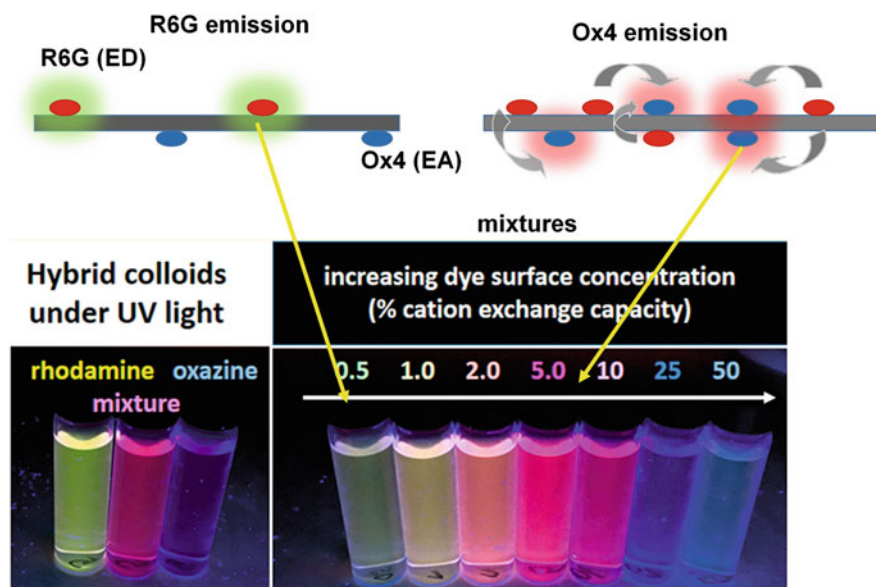 R6G emission
Ox4 emission
R6G (ED)
Ox4 (EA)
mixtures
Hybrid colloids
under UV light
increasing dye surface concentration
(% cation exchange capacity)
rhodamine oxazine
mixture
0.5 1.0 2.0 5.0 10 25 50